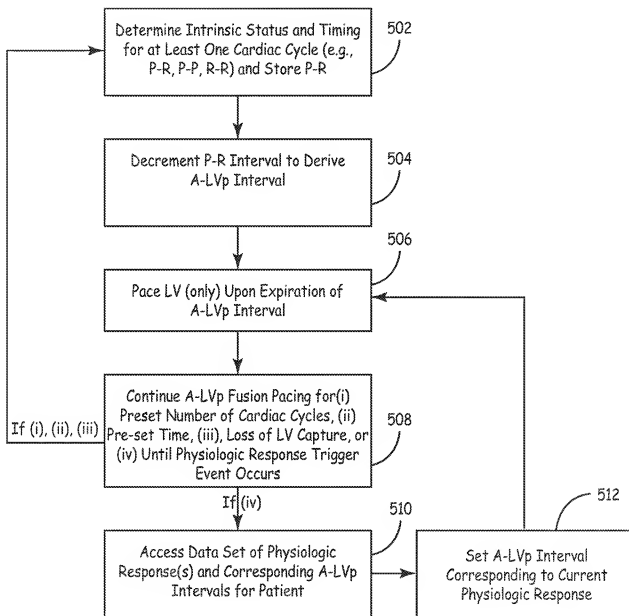 Determine Intrinsic Status and Timing
for at Least One Cardiac Cycle (e.g.,
P-R, P-P, R-R) and Store P-R
502
Decrement P-R Interval to Derive
A-LVp Interval
504
506
Pace LV (only) Upon Expiration of
A-LVp Interval
Continue A-LVp Fusion Pacing for(i)
Preset Number of Cardiac Cycles, (ii)
Pre-set Time, (iii), Loss of LV Capture, or
(iv) Until Physiologic Response Trigger
Event Occurs
508
If (i), (ii), (iii)
If (iv)
510
Access Data Set of Physiologic
Response(s) and Corresponding A-LVp
Intervals for Patient
512
Set A-LVp Interval
Corresponding to Current
Physiologic Response